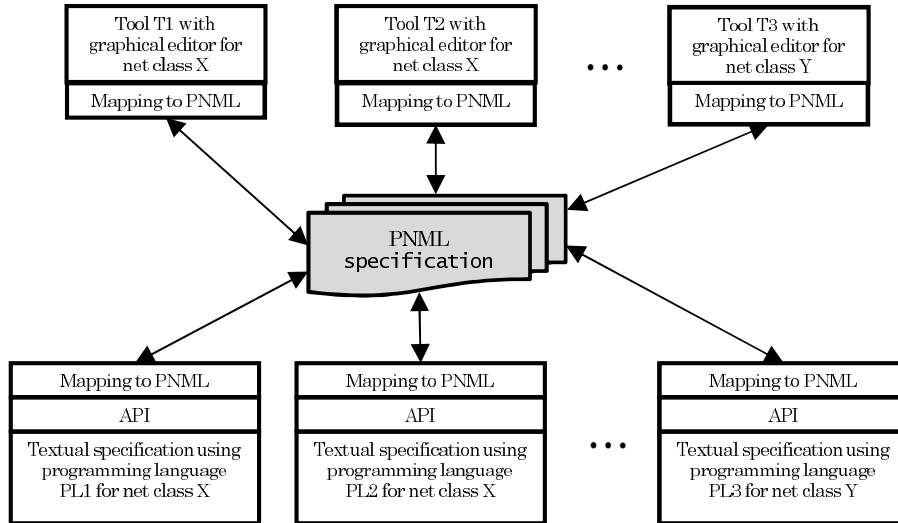 Tool T1 with
graphical editor for
net class X
Mapping to PNML
Tool T2 with
graphical editor for
net class X
Mapping to PNML
...
Tool T3 with
graphical editor for
net class Y
Mapping to PNML
PNML
specification
Mapping to PNML
API
Textual specification using
programming language
PL1 for net class X
Mapping to PNML
API
Textual specification using
programming language
PL2 for net class X
...
Mapping to PNML
API
Textual specification using
programming language
PL3 for net class Y